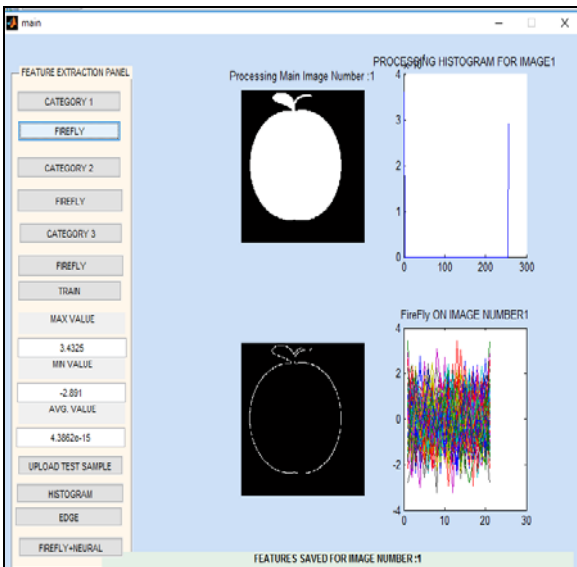 main
FEATURE EXTRACTION PANEL
CATEGORY 1
FIREFLY
CATEGORY 2
FIREFLY
CATEGORY 3
FIREFLY
TRAIN
MAX VALUE
3.4325
MIN VALUE
-2.891
AVG. VALUE
4.3862e-15
UPLOAD TEST SAMPLE
HISTOGRAM
EDGE
FIREFLY+NEURAL
Processing Main Image Number :1
PROCESSING HISTOGRAM FOR IMAGE1
4
3
2
1
0
0 100 200 300
FireFly ON IMAGE NUMBER1
4
2
0
-2
-4
0 10 20 30
FEATURES SAVED FOR IMAGE NUMBER :1